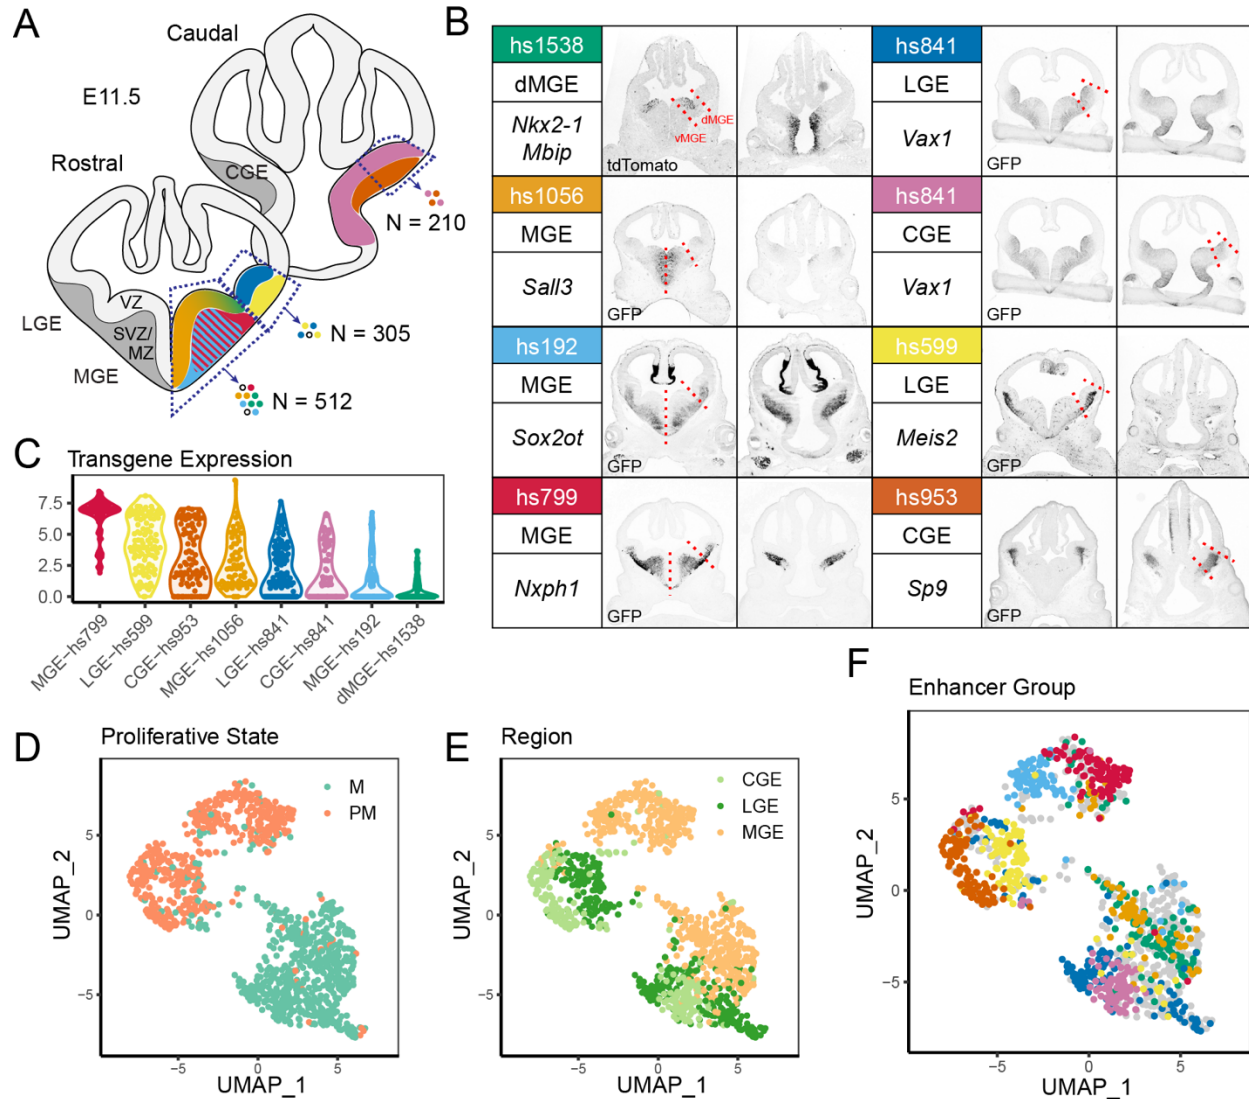 A
Caudal
E11.5
Rostral
CGE
N = 210
VZ
LGE
SVZ/
MZ
N = 305
MGE
N = 512
B
hs1538
dMGE
Nkx2-1
Mbip
dMGE
vMGE
tdTomato
hs841
LGE
Vax1
GFP
hs1056
MGE
Sall3
GFP
hs841
CGE
Vax1
GFP
hs192
MGE
Sox2ot
GFP
hs599
LGE
Meis2
GFP
hs799
MGE
Nxph1
GFP
hs953
CGE
Sp9
GFP
C
Transgene Expression
7.5
5.0
2.5
0.0
MGE−hs799
LGE−hs599
CGE−hs953
MGE−hs1056
LGE−hs841
CGE−hs841
MGE−hs192
dMGE−hs1538
D
Proliferative State
M
PM
UMAP_2
5
0
−5
−5 0 5
UMAP_1
E
Region
CGE
LGE
MGE
UMAP_2
5
0
−5
−5 0 5
UMAP_1
F
Enhancer Group
UMAP_2
5
0
−5
−5 0 5
UMAP_1